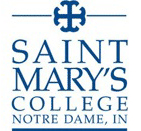 SAINT
MARY'S
COLLEGE
NOTRE DAME, IN